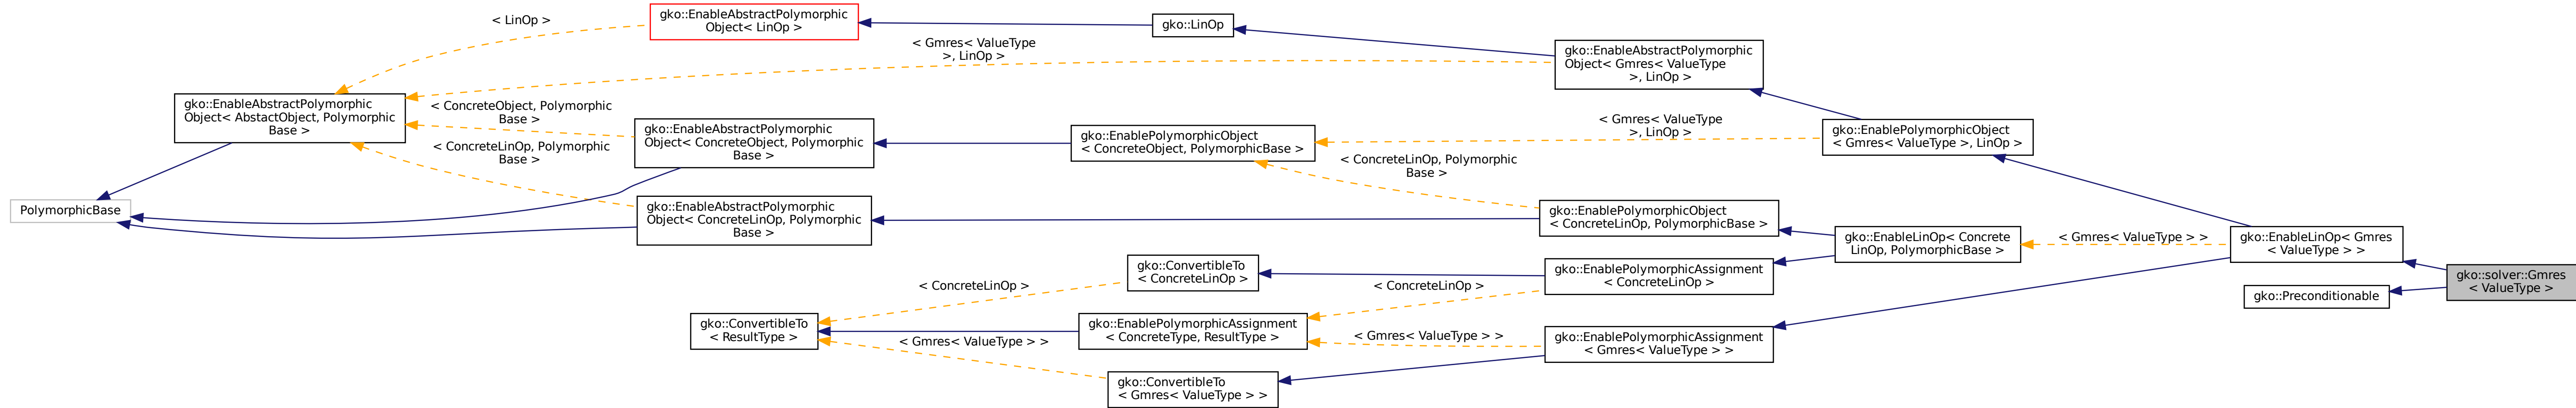 gko::EnableAbstractPolymorphic
Object< LinOp >
< LinOp >
gko::LinOp
< Gmres< ValueType
>, LinOp >
gko::EnableAbstractPolymorphic
Object< Gmres< ValueType
>, LinOp >
gko::EnableAbstractPolymorphic
Object< AbstactObject, Polymorphic
Base >
< ConcreteObject, Polymorphic
Base >
gko::EnableAbstractPolymorphic
Object< ConcreteObject, Polymorphic
Base >
gko::EnablePolymorphicObject
< ConcreteObject, PolymorphicBase >
< Gmres< ValueType
>, LinOp >
gko::EnablePolymorphicObject
< Gmres< ValueType >, LinOp >
< ConcreteLinOp, Polymorphic
Base >
< ConcreteLinOp, Polymorphic
Base >
PolymorphicBase
gko::EnableAbstractPolymorphic
Object< ConcreteLinOp, Polymorphic
Base >
gko::EnablePolymorphicObject
< ConcreteLinOp, PolymorphicBase >
gko::EnableLinOp< Concrete
LinOp, PolymorphicBase >
< Gmres< ValueType > >
gko::EnableLinOp< Gmres
< ValueType > >
gko::ConvertibleTo
< ConcreteLinOp >
gko::EnablePolymorphicAssignment
< ConcreteLinOp >
gko::solver::Gmres
< ValueType >
< ConcreteLinOp >
< ConcreteLinOp >
gko::Preconditionable
gko::ConvertibleTo
< ResultType >
gko::EnablePolymorphicAssignment
< ConcreteType, ResultType >
< Gmres< ValueType > >
< Gmres< ValueType > >
gko::EnablePolymorphicAssignment
< Gmres< ValueType > >
gko::ConvertibleTo
< Gmres< ValueType > >